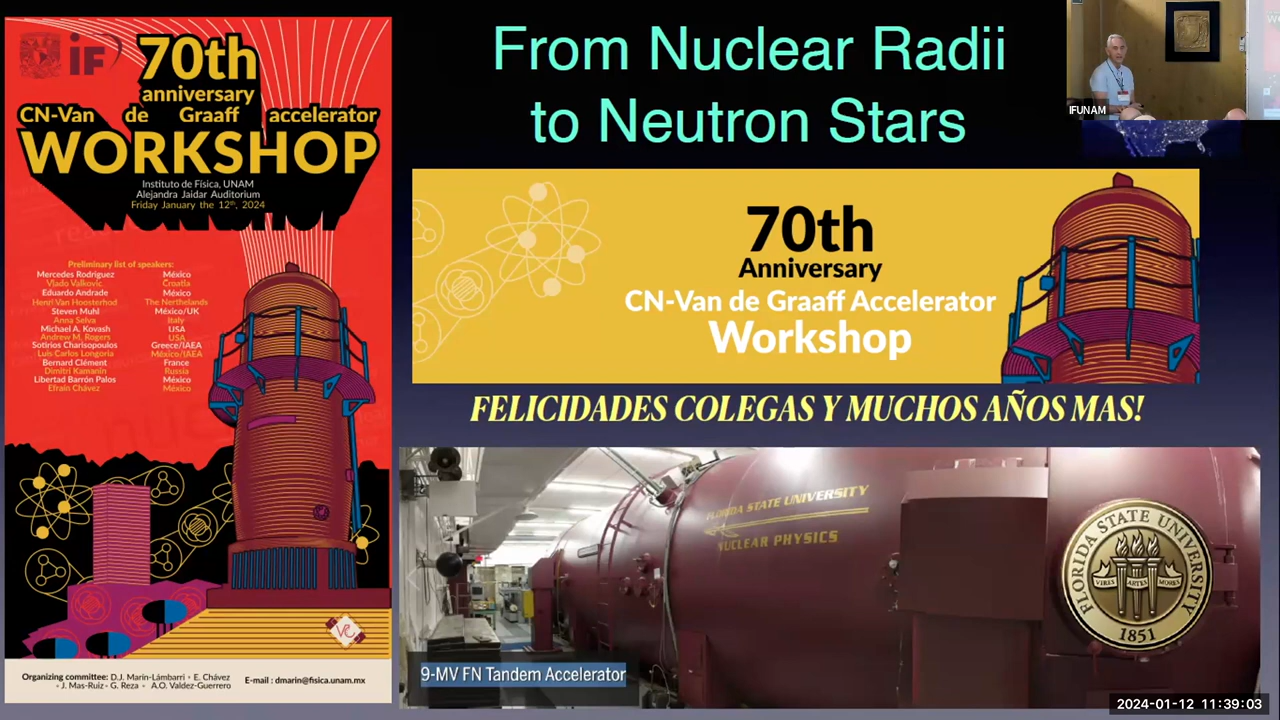 iF
70th
anniversary
CN-Van de Graaff accelerator
WORKSHOP
Instituto de Física, UNAM
Alejandra Jaidar Auditorium
Friday January the 12th, 2024
Preliminary list of speakers:
Mercedes Rodríguez México
Vlado Valkovic Croatia
Eduardo Andrade México
Henri Van Hoosterhod The Nerthelands
Steven Muhl México/UK
Anna Selva Italy
Michael A. Kovash USA
Andrew M. Rogers USA
Sotirios Charisopoulos Greece/IAEA
Luis Carlos Longoria México/IAEA
Bernard Clément France
Dimitri Kamanin Russia
Libertad Barrón Palos México
Efraín Chávez México
Organizing committee: D.J. Marín-Lámbarri • E. Chávez
• J. Mas-Ruiz • G. Reza • A.O. Valdez-Guerrero
E-mail : dmarin@fisica.unam.mx
From Nuclear Radii
to Neutron Stars
IFUNAM
70th
Anniversary
CN-Van de Graaff Accelerator
Workshop
FELICIDADES COLEGAS Y MUCHOS AÑOS MAS!
FLORIDA STATE UNIVERSITY
NUCLEAR PHYSICS
FLORIDA STATE UNIVERSITY
VIRES ARTES MORES
1851
9-MV FN Tandem Accelerator
2024-01-12 11:39:03